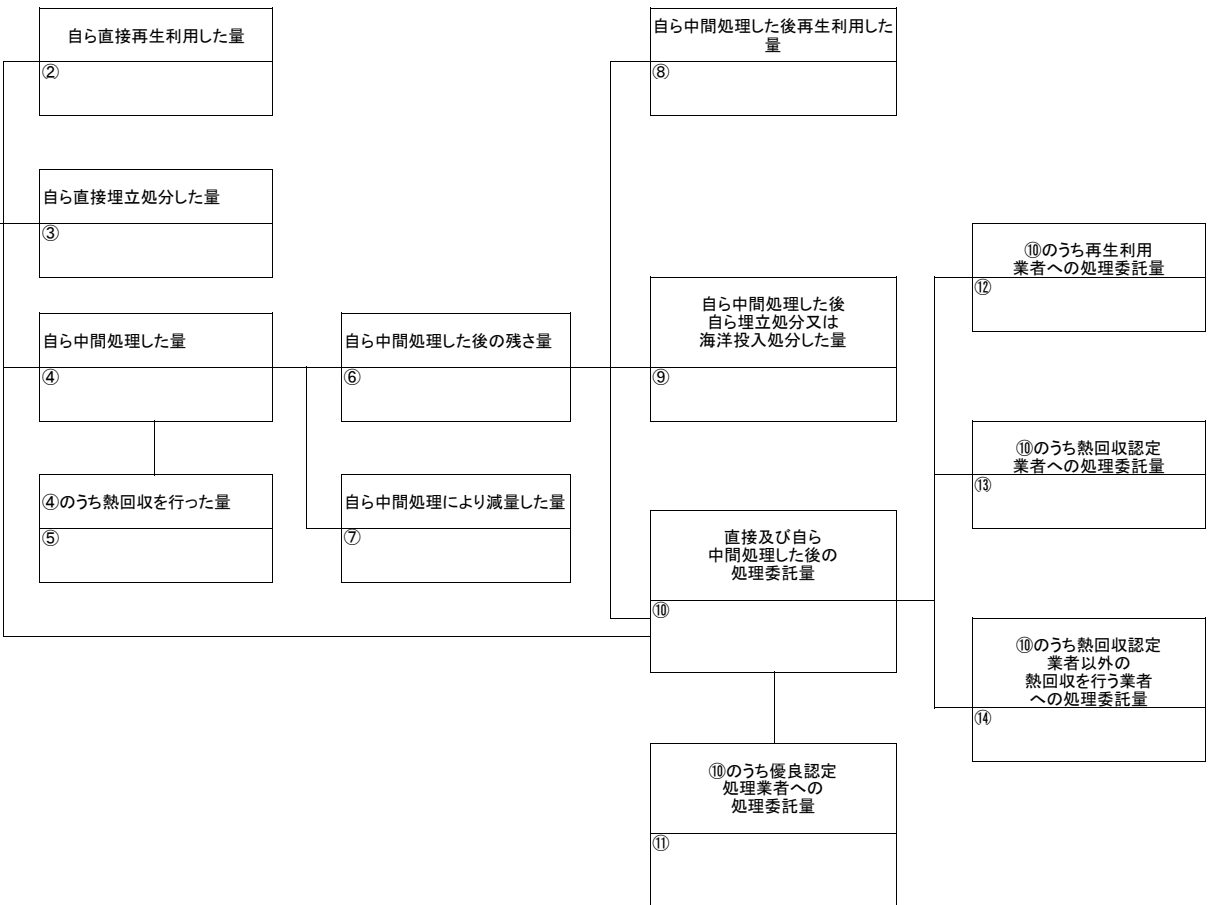 自ら直接再生利用した量
②
自ら直接埋立処分した量
③
自ら中間処理した量
④
④のうち熱回収を行った量
⑤
自ら中間処理した後の残さ量
⑥
自ら中間処理により減量した量
⑦
自ら中間処理した後再生利用した
量
⑧
自ら中間処理した後
自ら埋立処分又は
海洋投入処分した量
⑨
直接及び自ら
中間処理した後の
処理委託量
⑩
⑩のうち優良認定
処理業者への
処理委託量
⑪
⑩のうち再生利用
業者への処理委託量
⑫
⑩のうち熱回収認定
業者への処理委託量
⑬
⑩のうち熱回収認定
業者以外の
熱回収を行う業者
への処理委託量
⑭